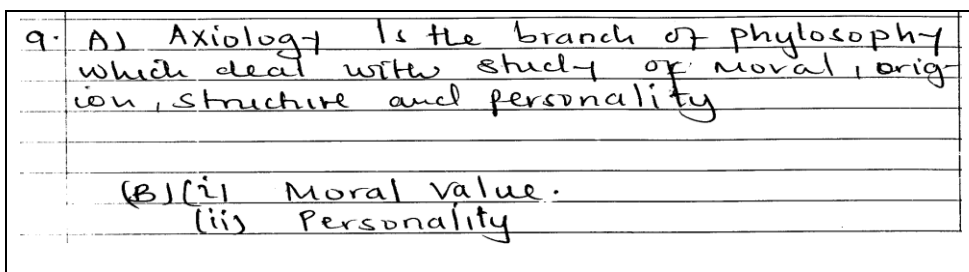 9. A) Axiology Is the branch of phylosophy
which deal with study of Moral, orig-
ion, structure and personality
(B)(i) Moral value.
(ii) Personality